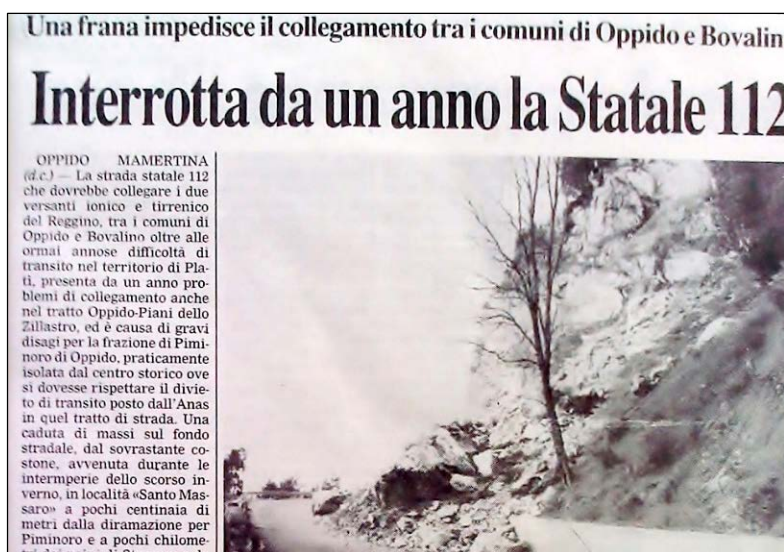 Una frana impedisce il collegamento tra i comuni di Oppido e Bovalin
Interrotta da un anno la Statale 112
OPPIDO MAMERTINA
(d.c.) — La strada statale 112
che dovrebbe collegare i due
versanti ionico e tirrenico
del Reggino, tra i comuni di
Oppido e Bovalino oltre alle
ormai annose difficoltà di
transito nel territorio di Pla-
tì, presenta da un anno pro-
blemi di collegamento anche
nel tratto Oppido-Piani dello
Zillastro, ed è causa di gravi
disagi per la frazione di Pimi-
noro di Oppido, praticamente
isolata dal centro storico ove
si dovesse rispettare il divie-
to di transito posto dall'Anas
in quel tratto di strada. Una
caduta di massi sul fondo
stradale, dal sovrastante co-
stone, avvenuta durante le
intermperie dello scorso in-
verno, in località «Santo Mas-
saro» a pochi centinaia di
metri dalla diramazione per
Piminoro e a pochi chilome-